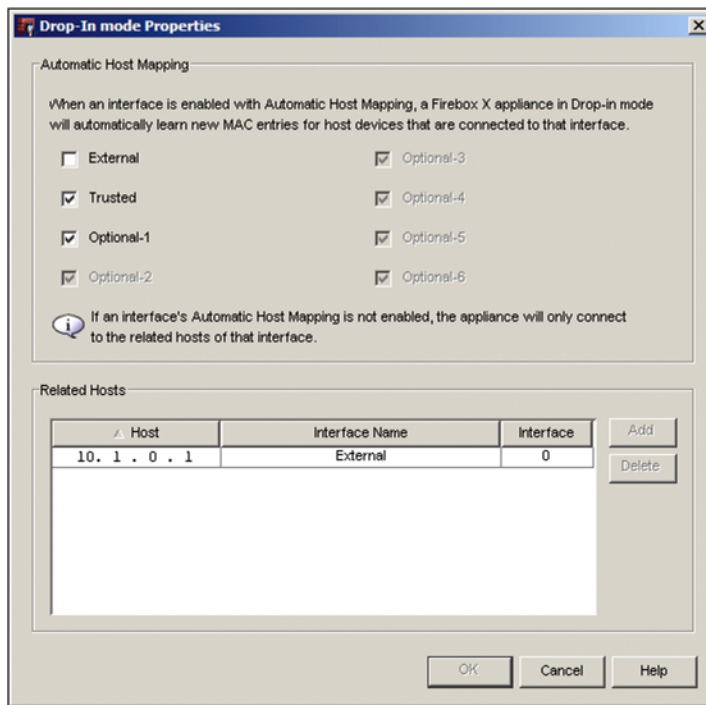 Drop-In mode Properties
Automatic Host Mapping
When an interface is enabled with Automatic Host Mapping, a Firebox X appliance in Drop-in mode
will automatically learn new MAC entries for host devices that are connected to that interface.
External
Optional-3
Trusted
Optional-4
Optional-1
Optional-5
Optional-2
Optional-6
If an interface's Automatic Host Mapping is not enabled, the appliance will only connect
to the related hosts of that interface.
Related Hosts
Host Interface Name Interface
10. 1 . 0 . 1 External 0
Add
Delete
OK Cancel Help